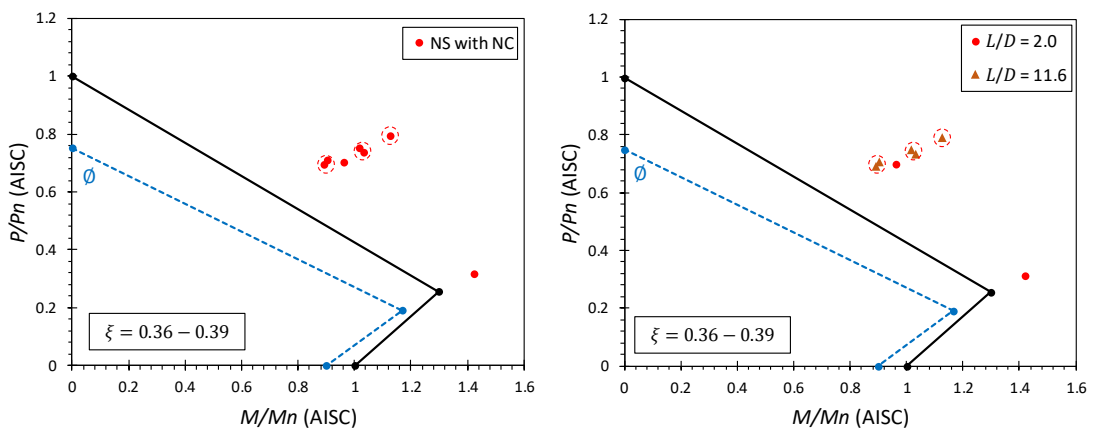 1.2
1
0.8
0.6
0.4
0.2
0
P/Pn (AISC)
NS with NC
Ø
ξ = 0.36 – 0.39
0 0.2 0.4 0.6 0.8 1 1.2 1.4 1.6
M/Mn (AISC)
1.2
1
0.8
0.6
0.4
0.2
0
P/Pn (AISC)
L/D = 2.0
L/D = 11.6
Ø
ξ = 0.36 – 0.39
0 0.2 0.4 0.6 0.8 1 1.2 1.4 1.6
M/Mn (AISC)